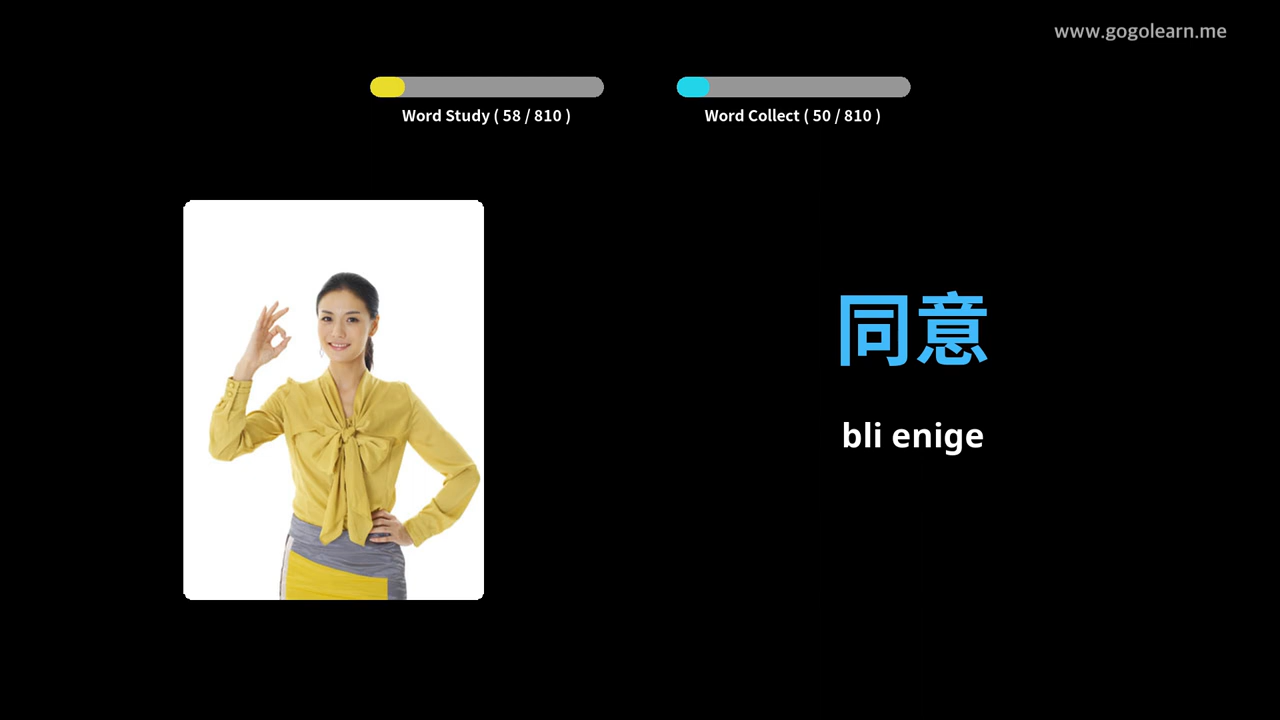 www.gogolearn.me
Word Study ( 58 / 810 )
Word Collect ( 50 / 810 )
同意
bli enige